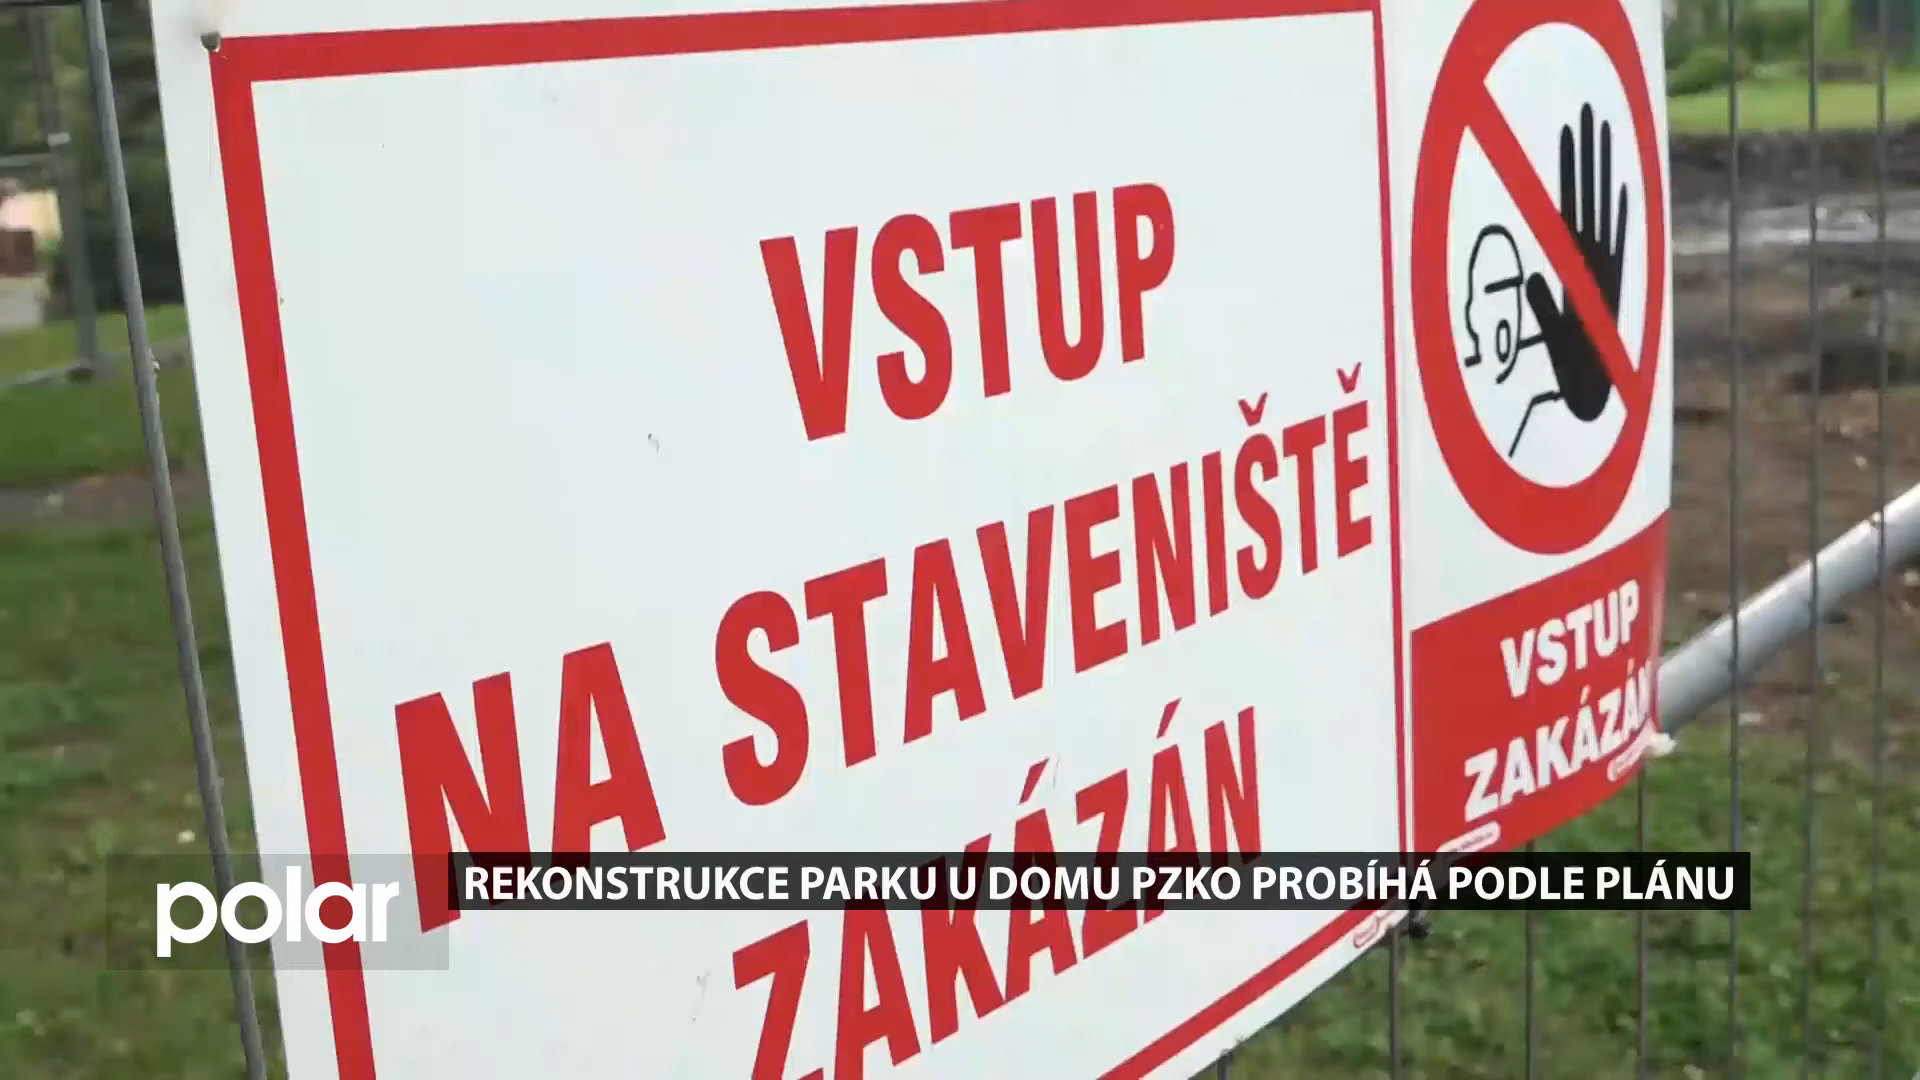 VSTUP
NA STAVENIŠTĚ
ZAKÁZÁN
VSTUP
ZAKÁZÁN
polar
REKONSTRUKCE PARKU U DOMU PZKO PROBÍHÁ PODLE PLÁNU